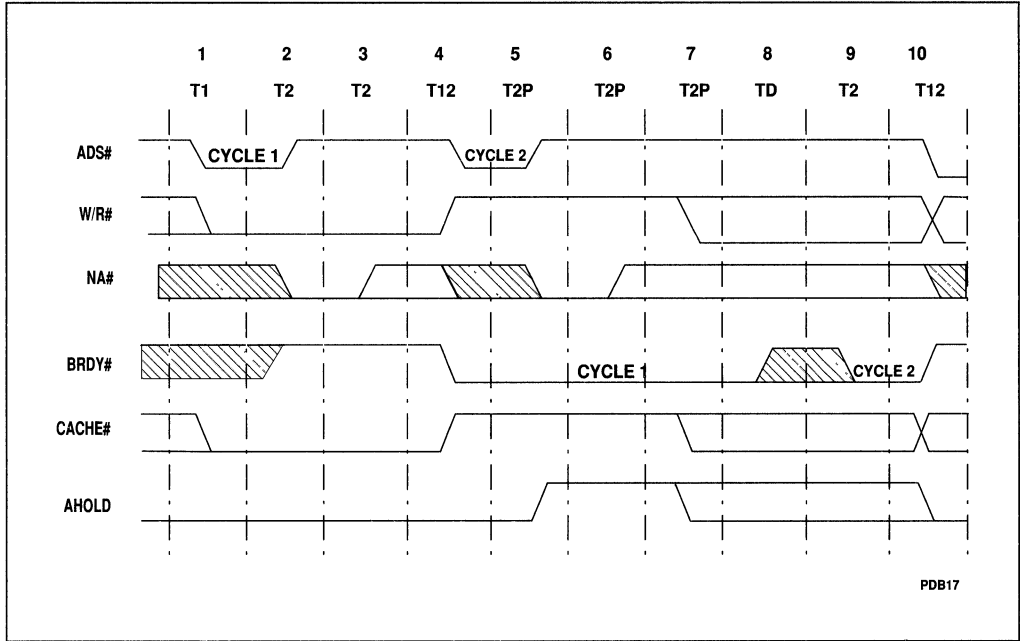 1 2 3 4 5 6 7 8 9 10
T1 T2 T2 T12 T2P T2P T2P TD T2 T12
ADS# CYCLE 1 CYCLE 2
W/R#
NA#
BRDY# CYCLE 1 CYCLE 2
CACHE#
AHOLD
PDB17